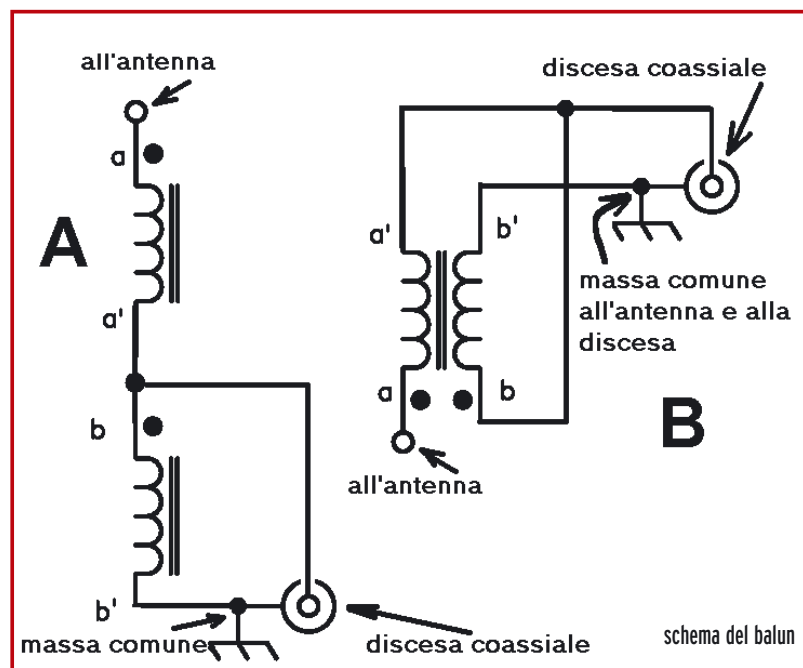 all'antenna
a
A
a'
b
b'
massa comune
discesa coassiale
discesa coassiale
a'
b'
massa comune
all'antenna e alla
discesa
a
b
B
all'antenna
schema del balun